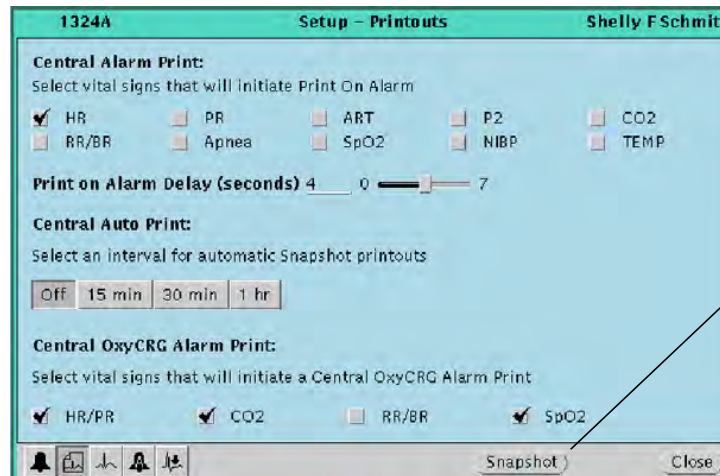 1324A Setup - Printouts Shelly F Schmit
Central Alarm Print:
Select vital signs that will initiate Print On Alarm
HR PR ART P2 CO2
RR/BR Apnea SpO2 NIBP TEMP
Print on Alarm Delay (seconds) 4 0 7
Central Auto Print:
Select an interval for automatic Snapshot printouts
Off 15 min 30 min 1 hr
Central OxyCRG Alarm Print:
Select vital signs that will initiate a Central OxyCRG Alarm Print
HR/PR CO2 RR/BR SpO2
Snapshot Close